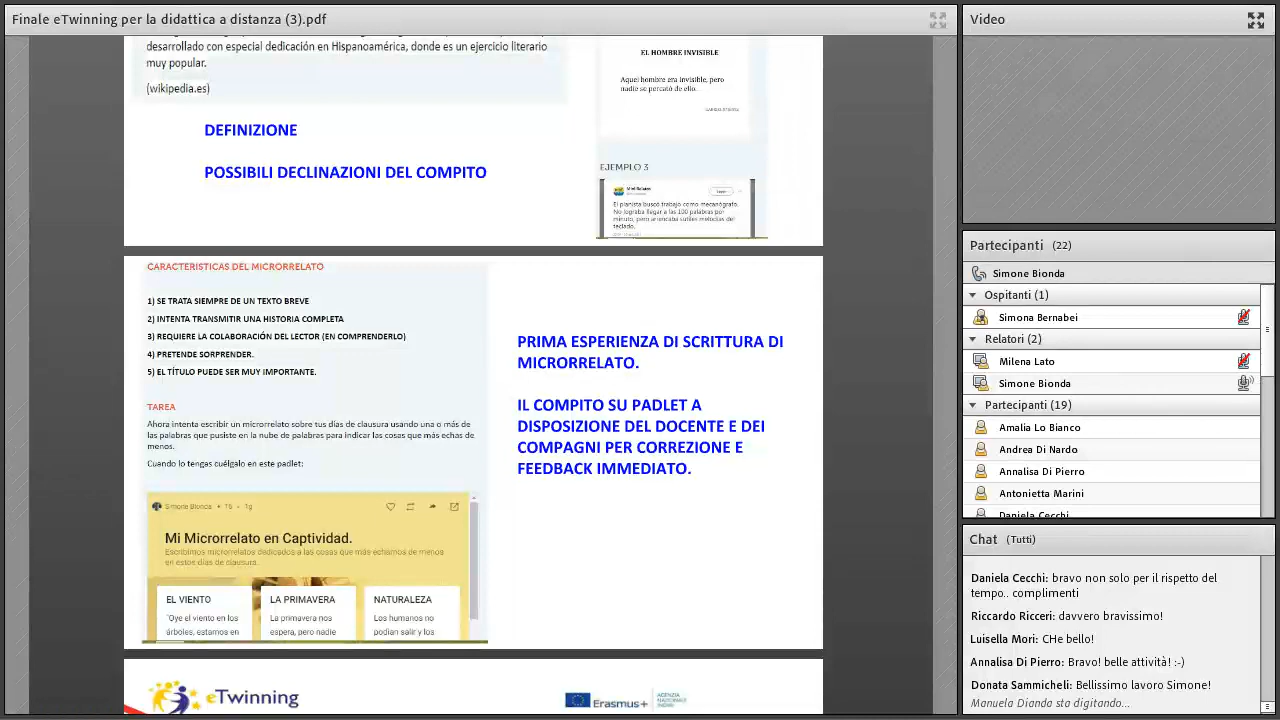 Finale eTwinning per la didattica a distanza (3).pdf
desarrollado con especial dedicación en Hispanoamérica, donde es un ejercicio literario
muy popular.
(wikipedia.es)
DEFINIZIONE
POSSIBILI DECLINAZIONI DEL COMPITO
EL HOMBRE INVISIBLE
Aquel hombre era invisible, pero
nadie se percató de ello.
EJEMPLO 3
El pianista buscó trabajo como mecanógrafo.
No lograba llegar a las 100 palabras por
minuto, pero arrancaba sutiles melodías del
teclado.
CARACTERISTICAS DEL MICRORRELATO
1) SE TRATA SIEMPRE DE UN TEXTO BREVE
2) INTENTA TRANSMITIR UNA HISTORIA COMPLETA
3) REQUIERE LA COLABORACIÓN DEL LECTOR (EN COMPRENDERLO)
4) PRETENDE SORPRENDER.
5) EL TÍTULO PUEDE SER MUY IMPORTANTE.
TAREA
Ahora intenta escribir un microrrelato sobre tus días de clausura usando una o más de
las palabras que pusiste en la nube de palabras para indicar las cosas que más echas de
menos.
Cuando lo tengas cuélgalo en este padlet:
Simone Bionda
Mi Microrrelato en Captividad.
Escribimos microrrelatos dedicados a las cosas que más echamos de menos
en estos días de clausura.
EL VIENTO
"Oye el viento en los
árboles, estamos en
LA PRIMAVERA
La primavera nos
espera, pero nadie
NATURALEZA
Los humanos no
podían salir y los
PRIMA ESPERIENZA DI SCRITTURA DI
MICRORRELATO.
IL COMPITO SU PADLET A
DISPOSIZIONE DEL DOCENTE E DEI
COMPAGNI PER CORREZIONE E
FEEDBACK IMMEDIATO.
eTwinning
Erasmus+
Video
Partecipanti (22)
Simone Bionda
Ospitanti (1)
Simona Bernabei
Relatori (2)
Milena Lato
Simone Bionda
Partecipanti (19)
Amalia Lo Bianco
Andrea Di Nardo
Annalisa Di Pierro
Antonietta Marini
Daniela Cecchi
Chat (Tutti)
Daniela Cecchi: bravo non solo per il rispetto del
tempo.. complimenti
Riccardo Ricceri: davvero bravissimo!
Luisella Mori: CHe bello!
Annalisa Di Pierro: Bravo! belle attività! :-)
Donata Sammicheli: Bellissimo lavoro Simone!
Manuela Dianda sta digitando...